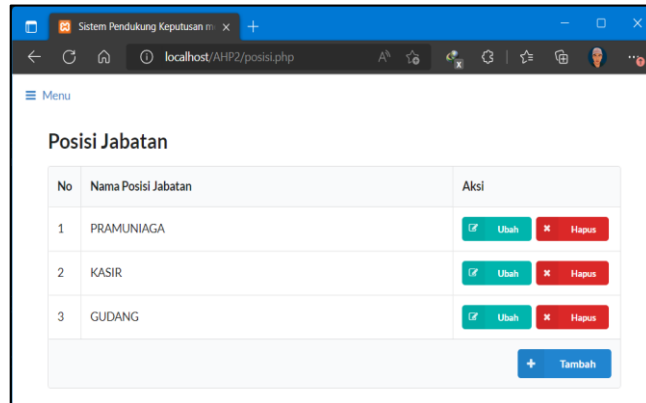 Sistem Pendukung Keputusan m
localhost/AHP2/posisi.php
Menu
Posisi Jabatan
No Nama Posisi Jabatan Aksi
1 PRAMUNIAGA Ubah Hapus
2 KASIR Ubah Hapus
3 GUDANG Ubah Hapus
Tambah